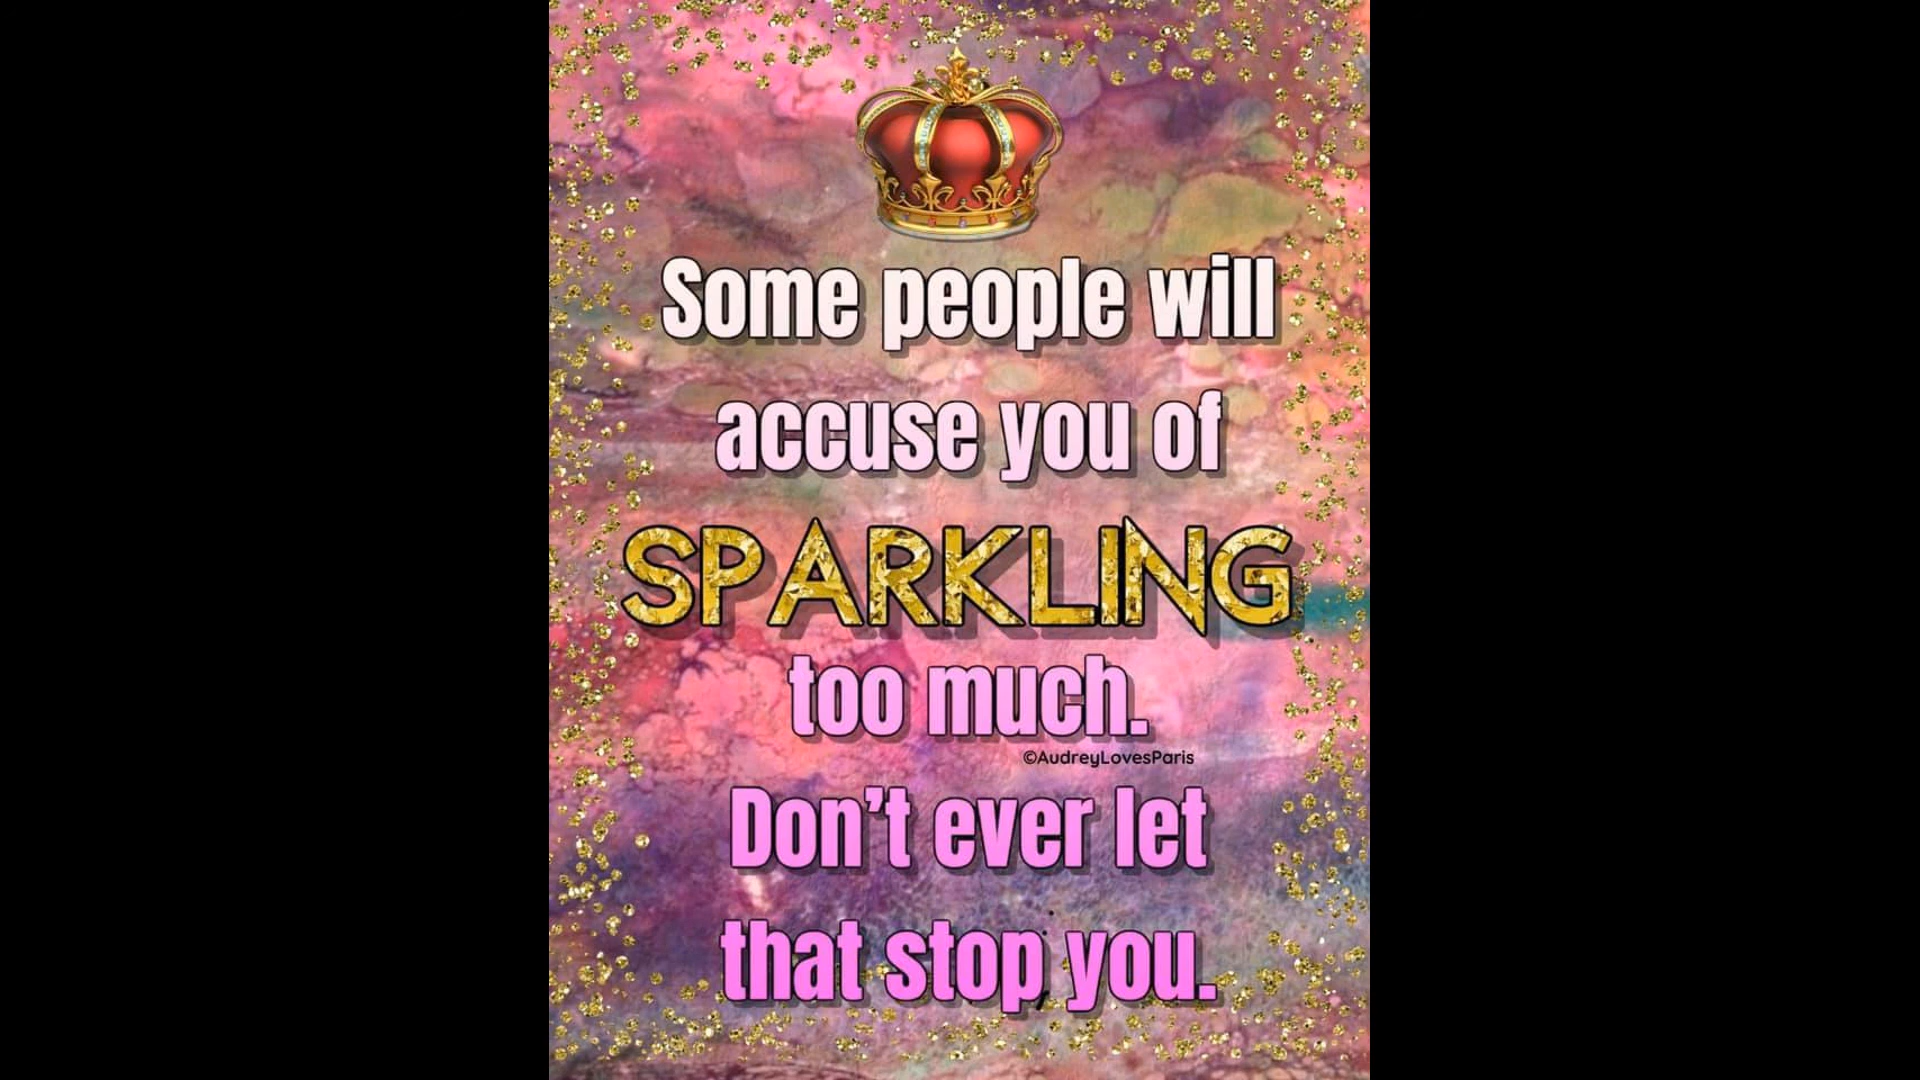 Some people will
accuse you of
SPARKLING
too much.
©AudreyLovesParis
Don’t ever let
that stop you.